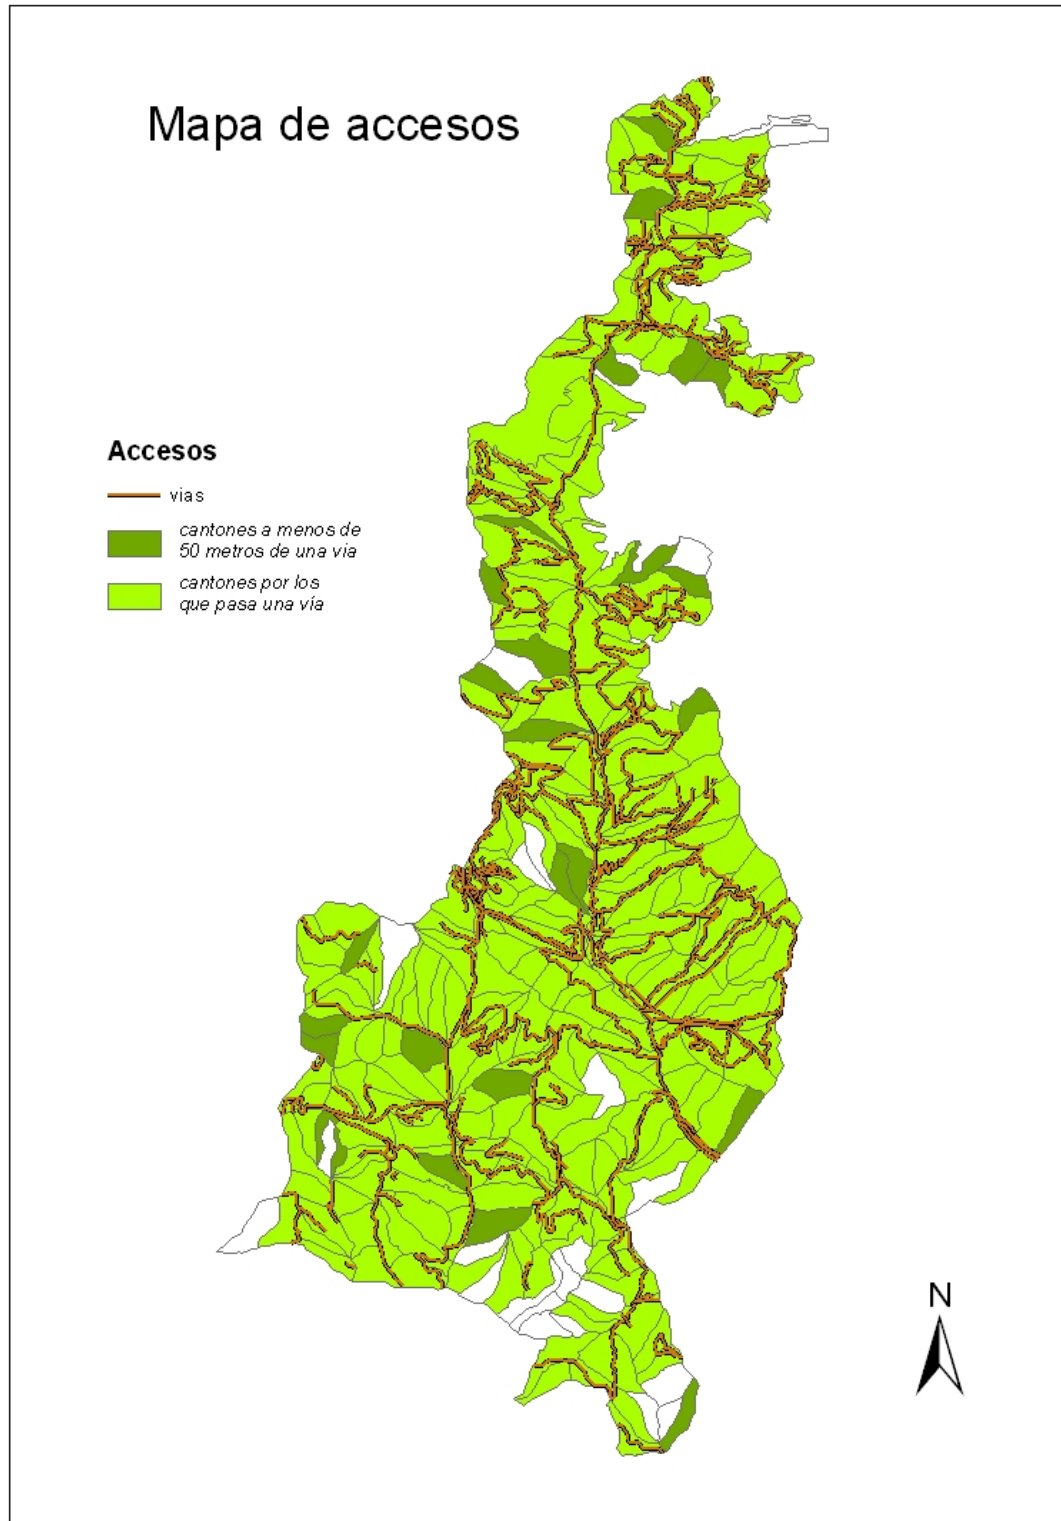 Mapa de accesos
Accesos
vias
cantones a menos de
50 metros de una via
cantones por los
que pasa una vía
N